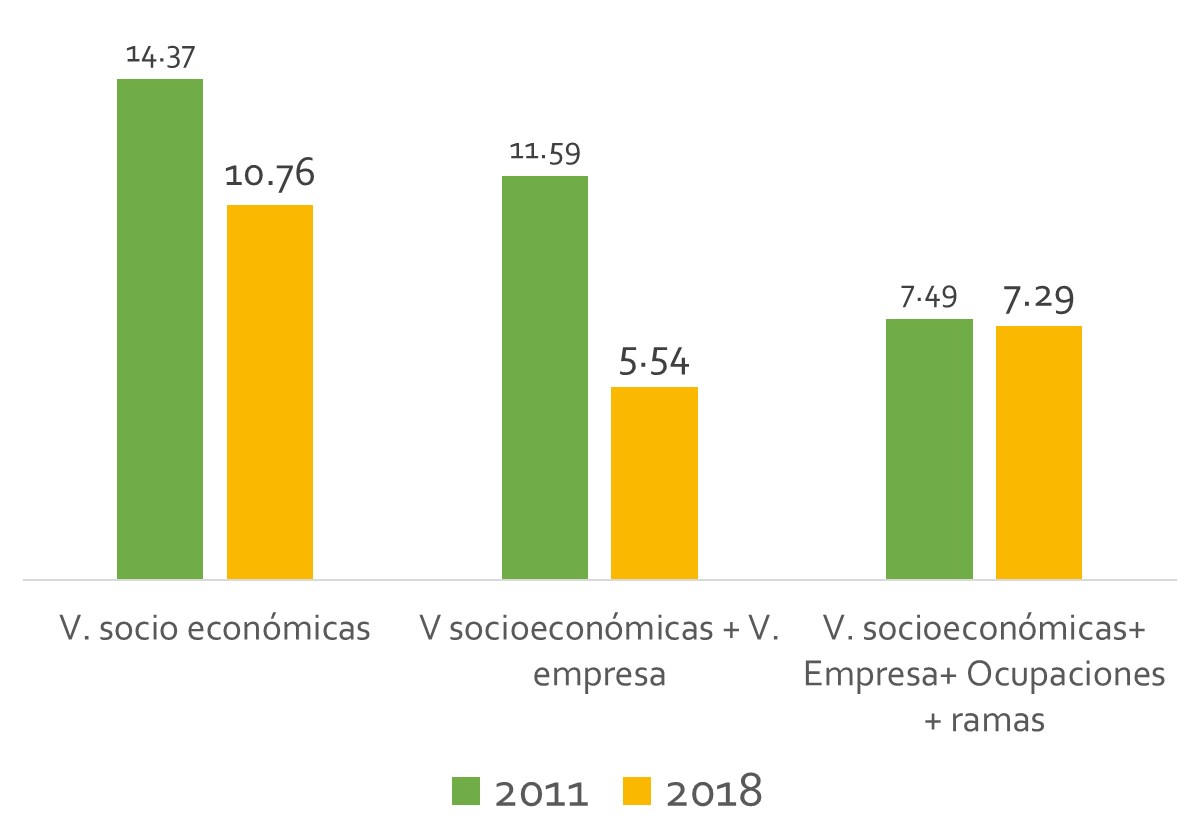 14.37
10.76
11.59
5.54
7.49
7.29
V. socio económicas
V socioeconómicas + V.
empresa
V. socioeconómicas+
Empresa+ Ocupaciones
+ ramas
2011
2018